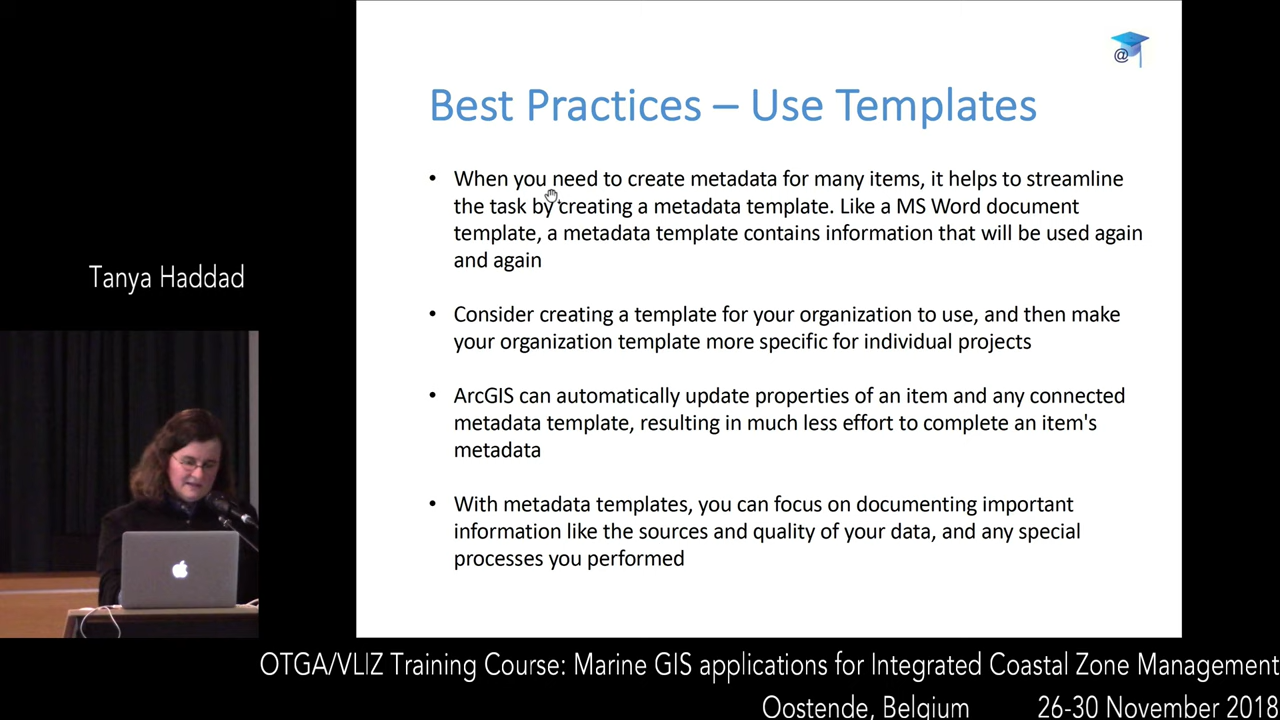 @
Best Practices – Use Templates
• When you need to create metadata for many items, it helps to streamline
the task by creating a metadata template. Like a MS Word document
template, a metadata template contains information that will be used again
and again
• Consider creating a template for your organization to use, and then make
your organization template more specific for individual projects
• ArcGIS can automatically update properties of an item and any connected
metadata template, resulting in much less effort to complete an item's
metadata
• With metadata templates, you can focus on documenting important
information like the sources and quality of your data, and any special
processes you performed
Tanya Haddad
OTGA/VLIZ Training Course: Marine GIS applications for Integrated Coastal Zone Management
Oostende, Belgium 26-30 November 2018